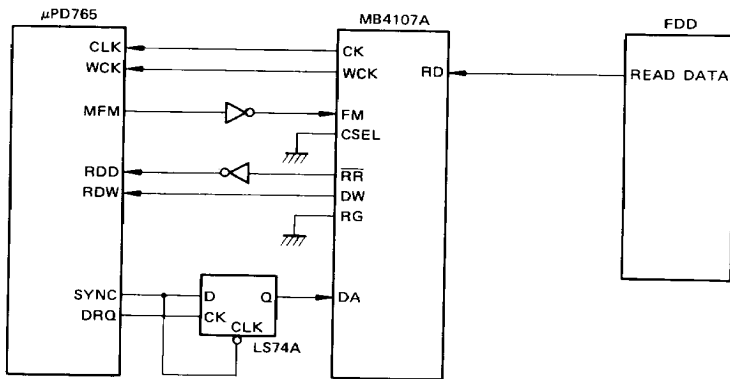 μPD765
MB4107A
FDD
CLK
WCK
MFM
RDD
RDW
SYNC
DRQ
D
Q
CK
CLK
LS74A
CK
WCK
FM
CSEL
RR
DW
RG
DA
RD
READ DATA